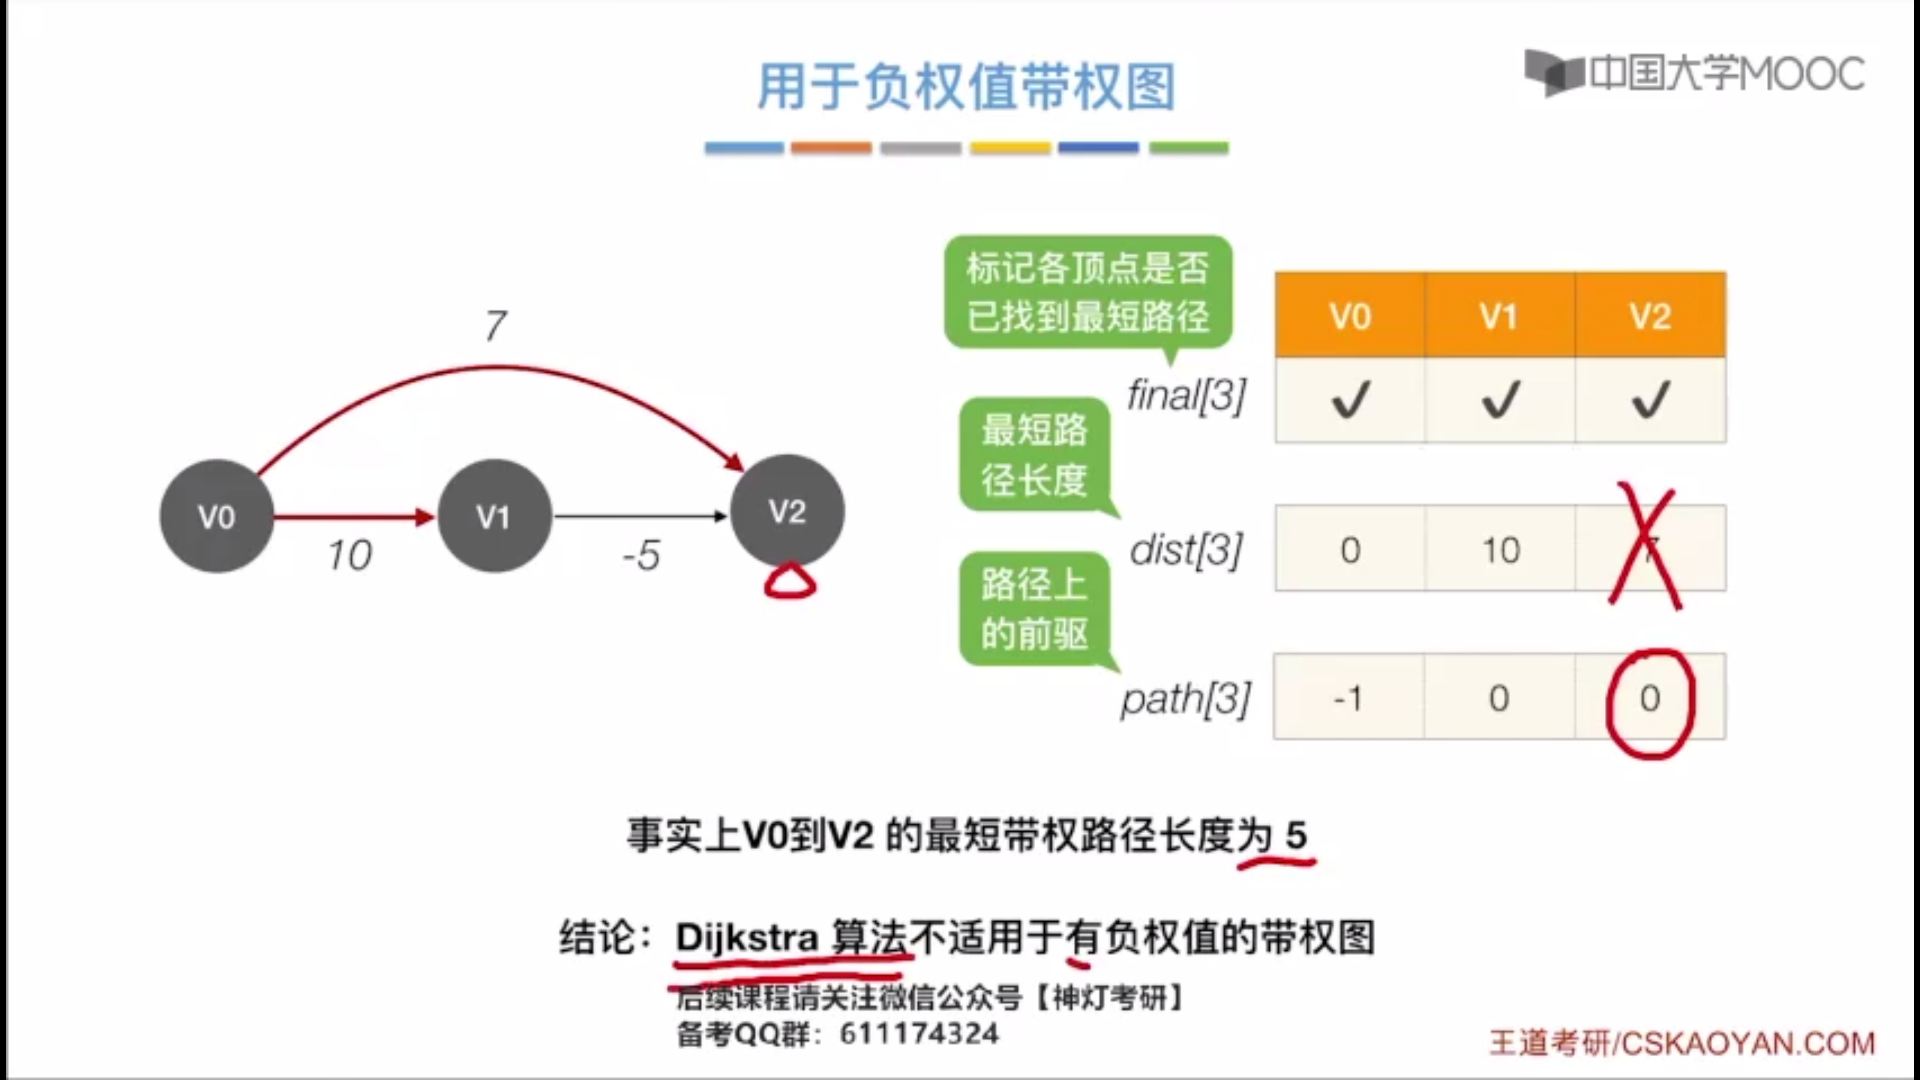 用于负权值带权图
中国大学MOOC
7
V0
V1
V2
10
-5
标记各顶点是否
已找到最短路径
V0 V1 V2
final[3] ✓ ✓ ✓
最短路
径长度
dist[3] 0 10 7
路径上
的前驱
path[3] -1 0 0
事实上V0到V2 的最短带权路径长度为 5
结论：Dijkstra 算法不适用于有负权值的带权图
后续课程请关注微信公众号【神灯考研】
备考QQ群：611174324
王道考研/CSKAOYAN.COM